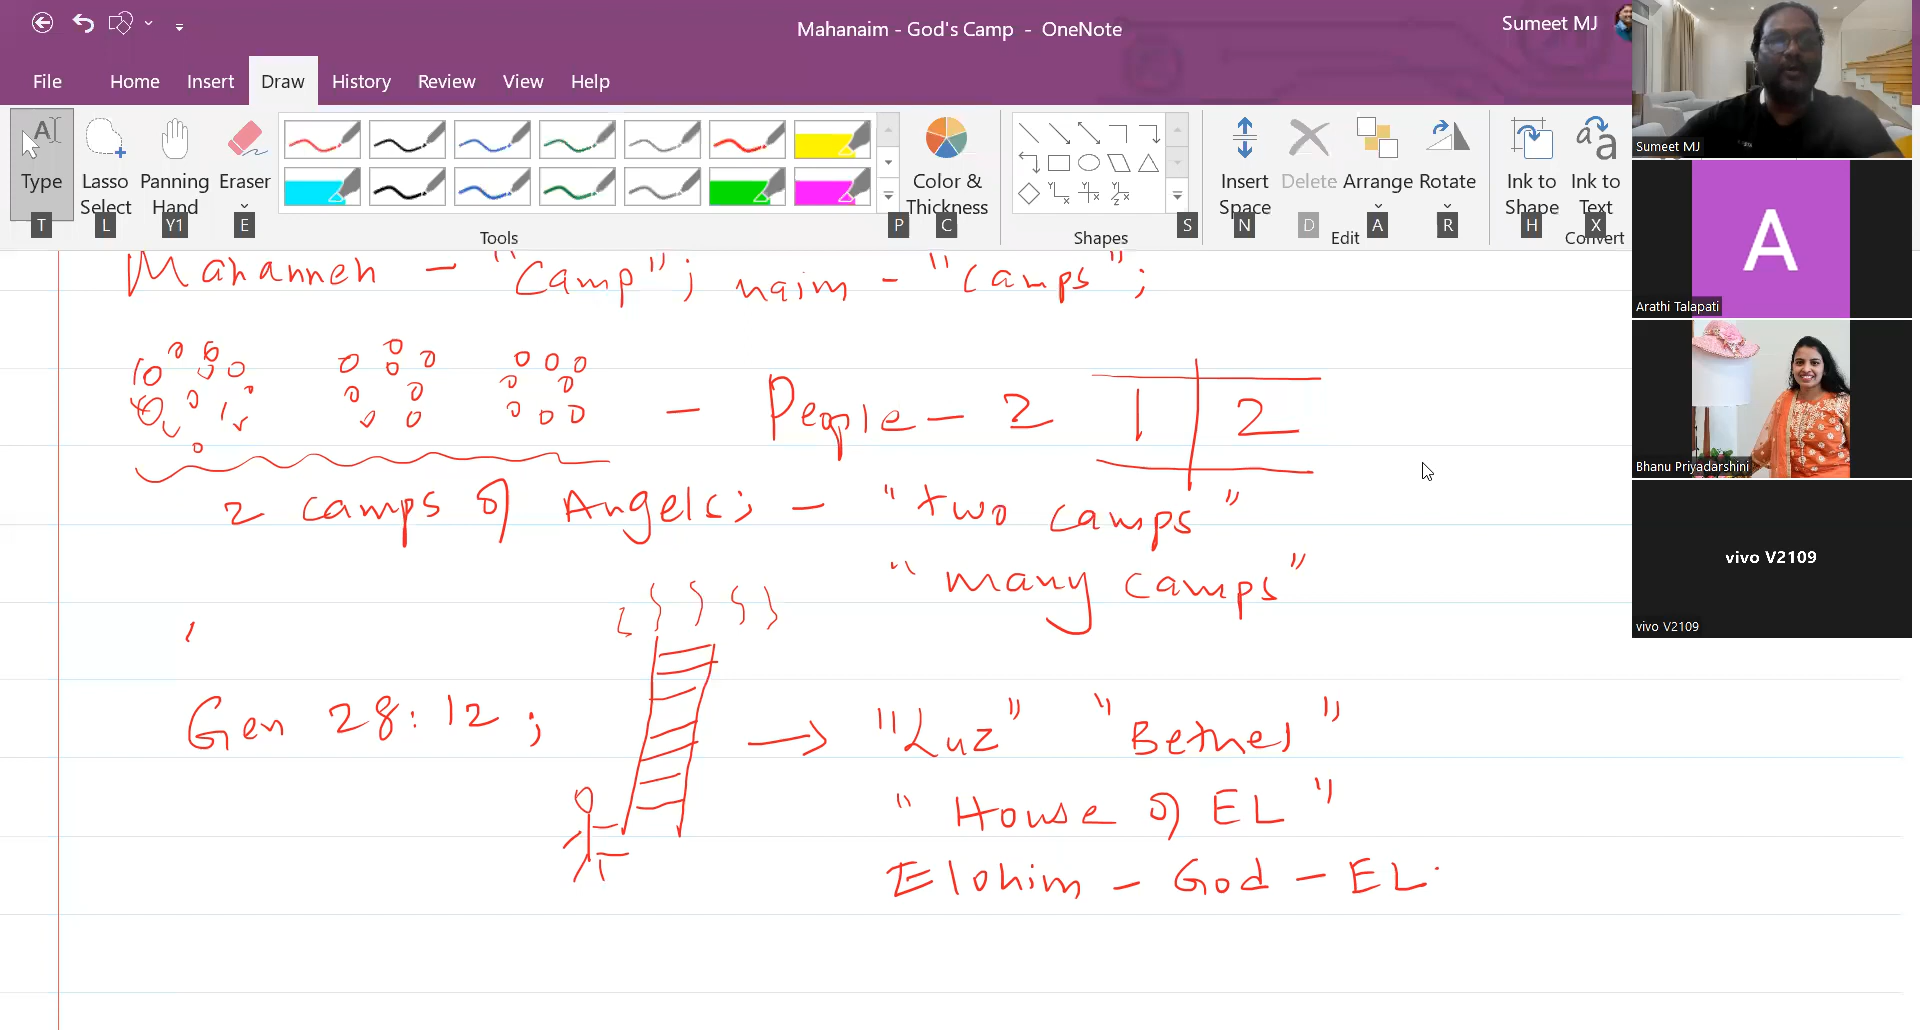 Mahanaim - God's Camp - OneNote
Sumeet MJ
File Home Insert Draw History Review View Help
Type Lasso Select Panning Hand Eraser Color & Thickness Insert Space Delete Arrange Rotate Ink to Shape Ink to Text
T L Y1 E P C S N D A R H X
Tools Shapes Edit Convert
Mahanneh - "Camp"; naim - "camps";
- People - 2 1 2
2 camps of Angels; - "two camps"
"many camps"
Gen 28:12; → "Luz" "Bethel"
"House of EL"
Elohim - God - EL.
Sumeet MJ
A
Arathi Talapati
Bhanu Priyadarshini
vivo V2109
vivo V2109